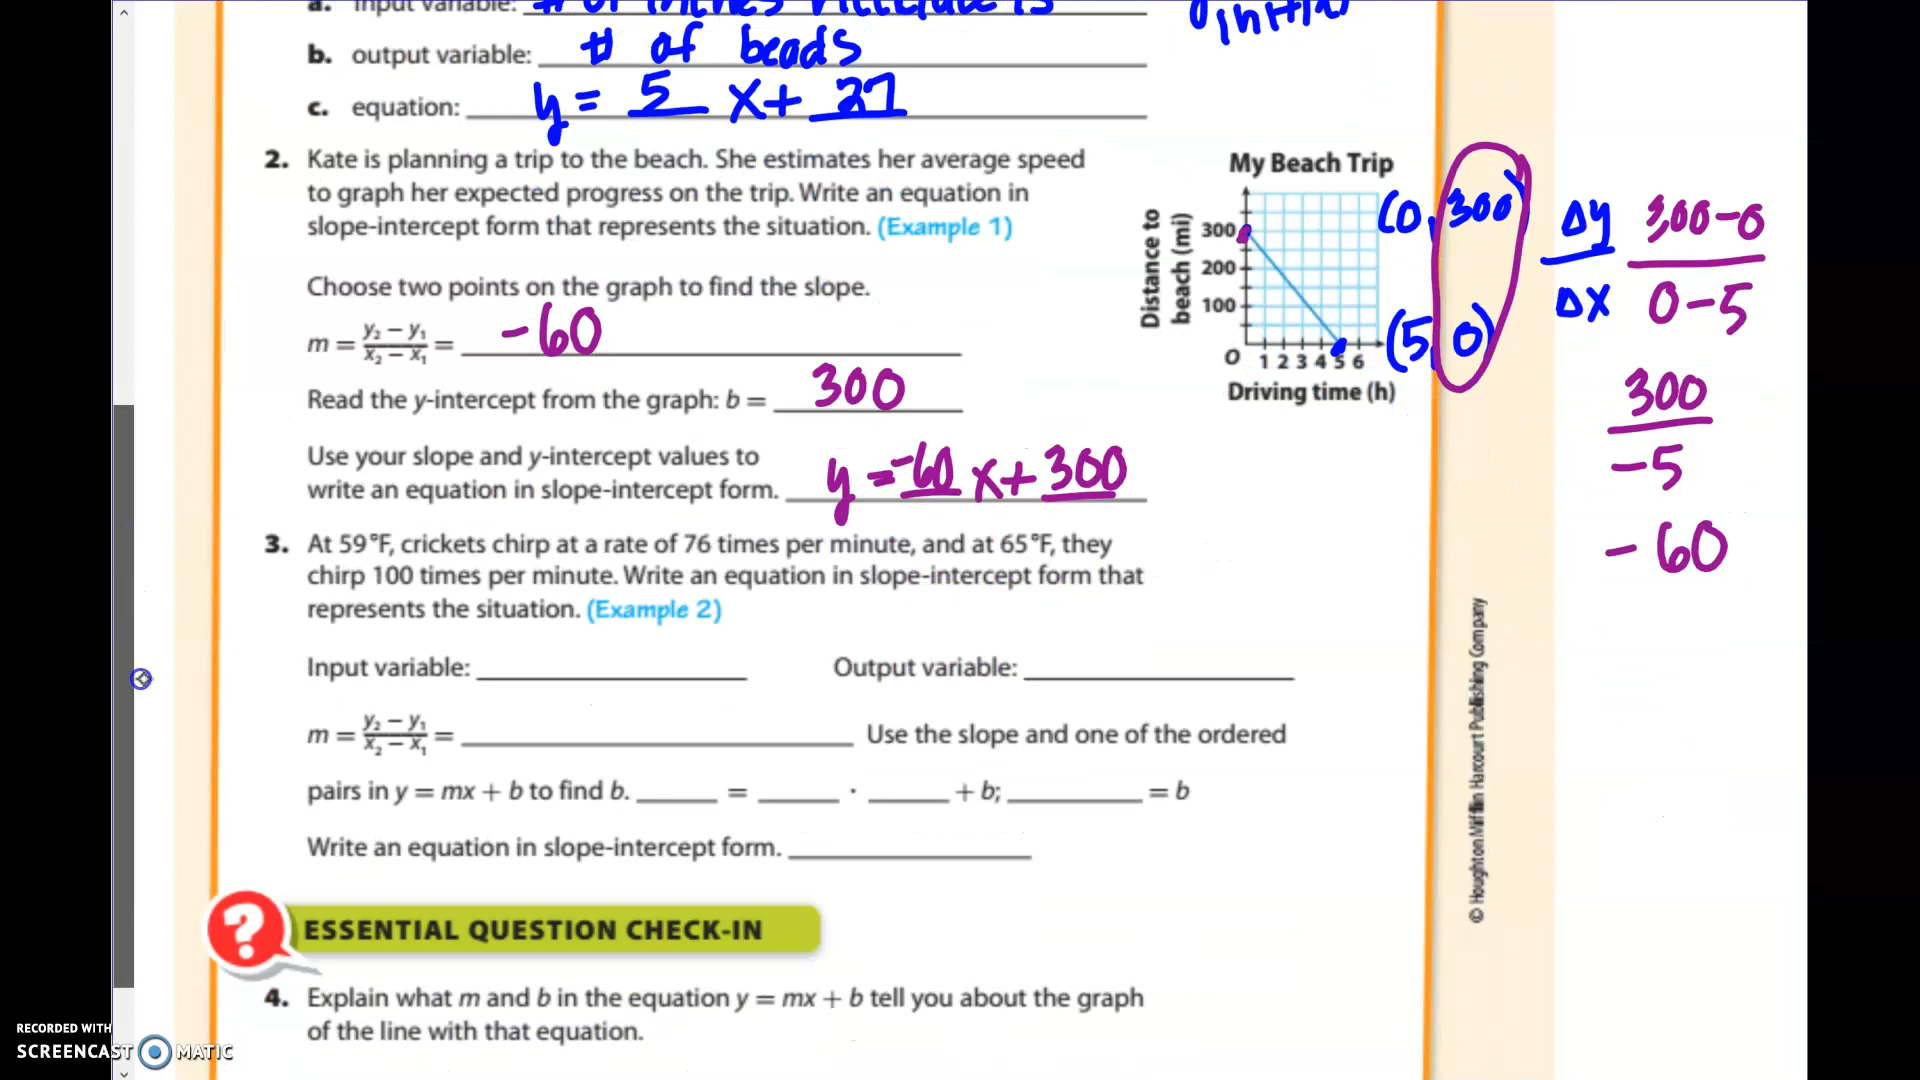 a. input variable: # of inches necklace is
initial
b. output variable: # of beads
c. equation: y = 5 x + 27
2. Kate is planning a trip to the beach. She estimates her average speed
to graph her expected progress on the trip. Write an equation in
slope-intercept form that represents the situation. (Example 1)
Choose two points on the graph to find the slope.
m = y₂ − y₁ / x₂ − x₁ = -60
Read the y-intercept from the graph: b = 300
Use your slope and y-intercept values to
write an equation in slope-intercept form. y = -60 x + 300
My Beach Trip
Distance to
beach (mi)
300
200
100
O 1 2 3 4 5 6
Driving time (h)
(0, 300)
(5, 0)
Δy 300-0
Δx 0-5
300
-5
-60
3. At 59°F, crickets chirp at a rate of 76 times per minute, and at 65°F, they
chirp 100 times per minute. Write an equation in slope-intercept form that
represents the situation. (Example 2)
Input variable: Output variable:
m = y₂ − y₁ / x₂ − x₁ = Use the slope and one of the ordered
pairs in y = mx + b to find b. = · + b; = b
Write an equation in slope-intercept form.
? ESSENTIAL QUESTION CHECK-IN
4. Explain what m and b in the equation y = mx + b tell you about the graph
of the line with that equation.
© Houghton Mifflin Harcourt Publishing Company
RECORDED WITH
SCREENCAST MATIC